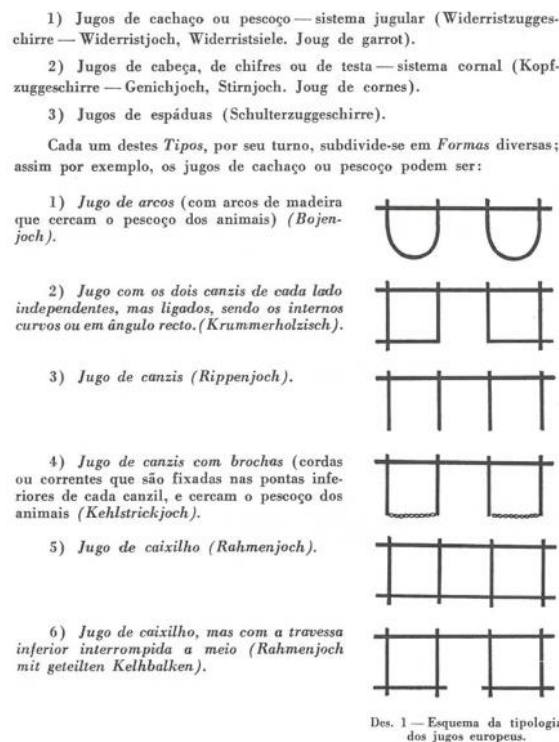 1) Jugos de cachaço ou pescoço — sistema jugular (Widerristzugges-
chirre — Widerristjoch, Widerristsiele. Joug de garrot).
2) Jugos de cabeça, de chifres ou de testa — sistema cornal (Kopf-
zuggeschirre — Genichjoch, Stirnjoch. Joug de cornes).
3) Jugos de espáduas (Schulterzuggeschirre).
Cada um destes Tipos, por seu turno, subdivide-se em Formas diversas;
assim por exemplo, os jugos de cachaço ou pescoço podem ser:
1) Jugo de arcos (com arcos de madeira
que cercam o pescoço dos animais) (Bojen-
joch).
2) Jugo com os dois canzis de cada lado
independentes, mas ligados, sendo os internos
curvos ou em ângulo recto. (Krummerholzisch).
3) Jugo de canzis (Rippenjoch).
4) Jugo de canzis com brochas (cordas
ou correntes que são fixadas nas pontas infe-
riores de cada canzil, e cercam o pescoço dos
animais (Kehlstrickjoch).
5) Jugo de caixilho (Rahmenjoch).
6) Jugo de caixilho, mas com a travessa
inferior interrompida a meio (Rahmenjoch
mit geteilten Kelhbalken).
Des. 1 — Esquema da tipologia
dos jugos europeus.